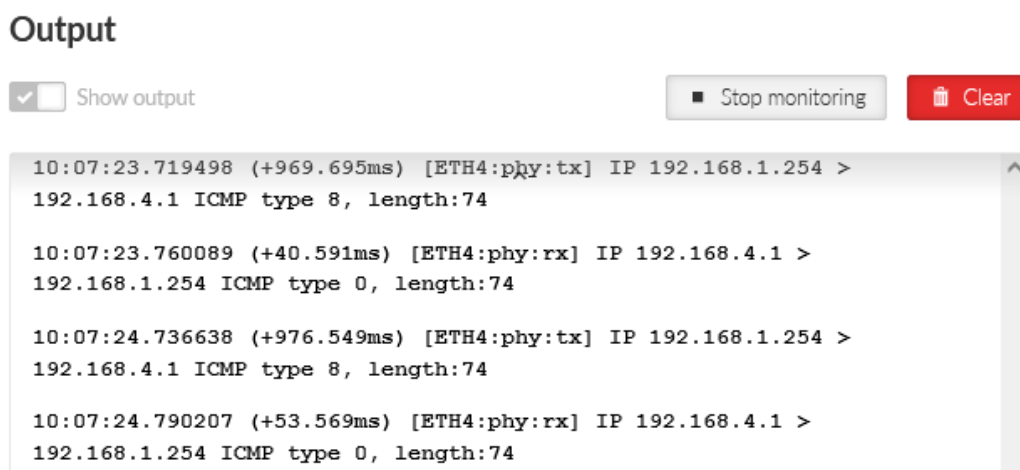 Output
Show output
Stop monitoring
Clear
10:07:23.719498 (+969.695ms) [ETH4:phy:tx] IP 192.168.1.254 >
192.168.4.1 ICMP type 8, length:74
10:07:23.760089 (+40.591ms) [ETH4:phy:rx] IP 192.168.4.1 >
192.168.1.254 ICMP type 0, length:74
10:07:24.736638 (+976.549ms) [ETH4:phy:tx] IP 192.168.1.254 >
192.168.4.1 ICMP type 8, length:74
10:07:24.790207 (+53.569ms) [ETH4:phy:rx] IP 192.168.4.1 >
192.168.1.254 ICMP type 0, length:74